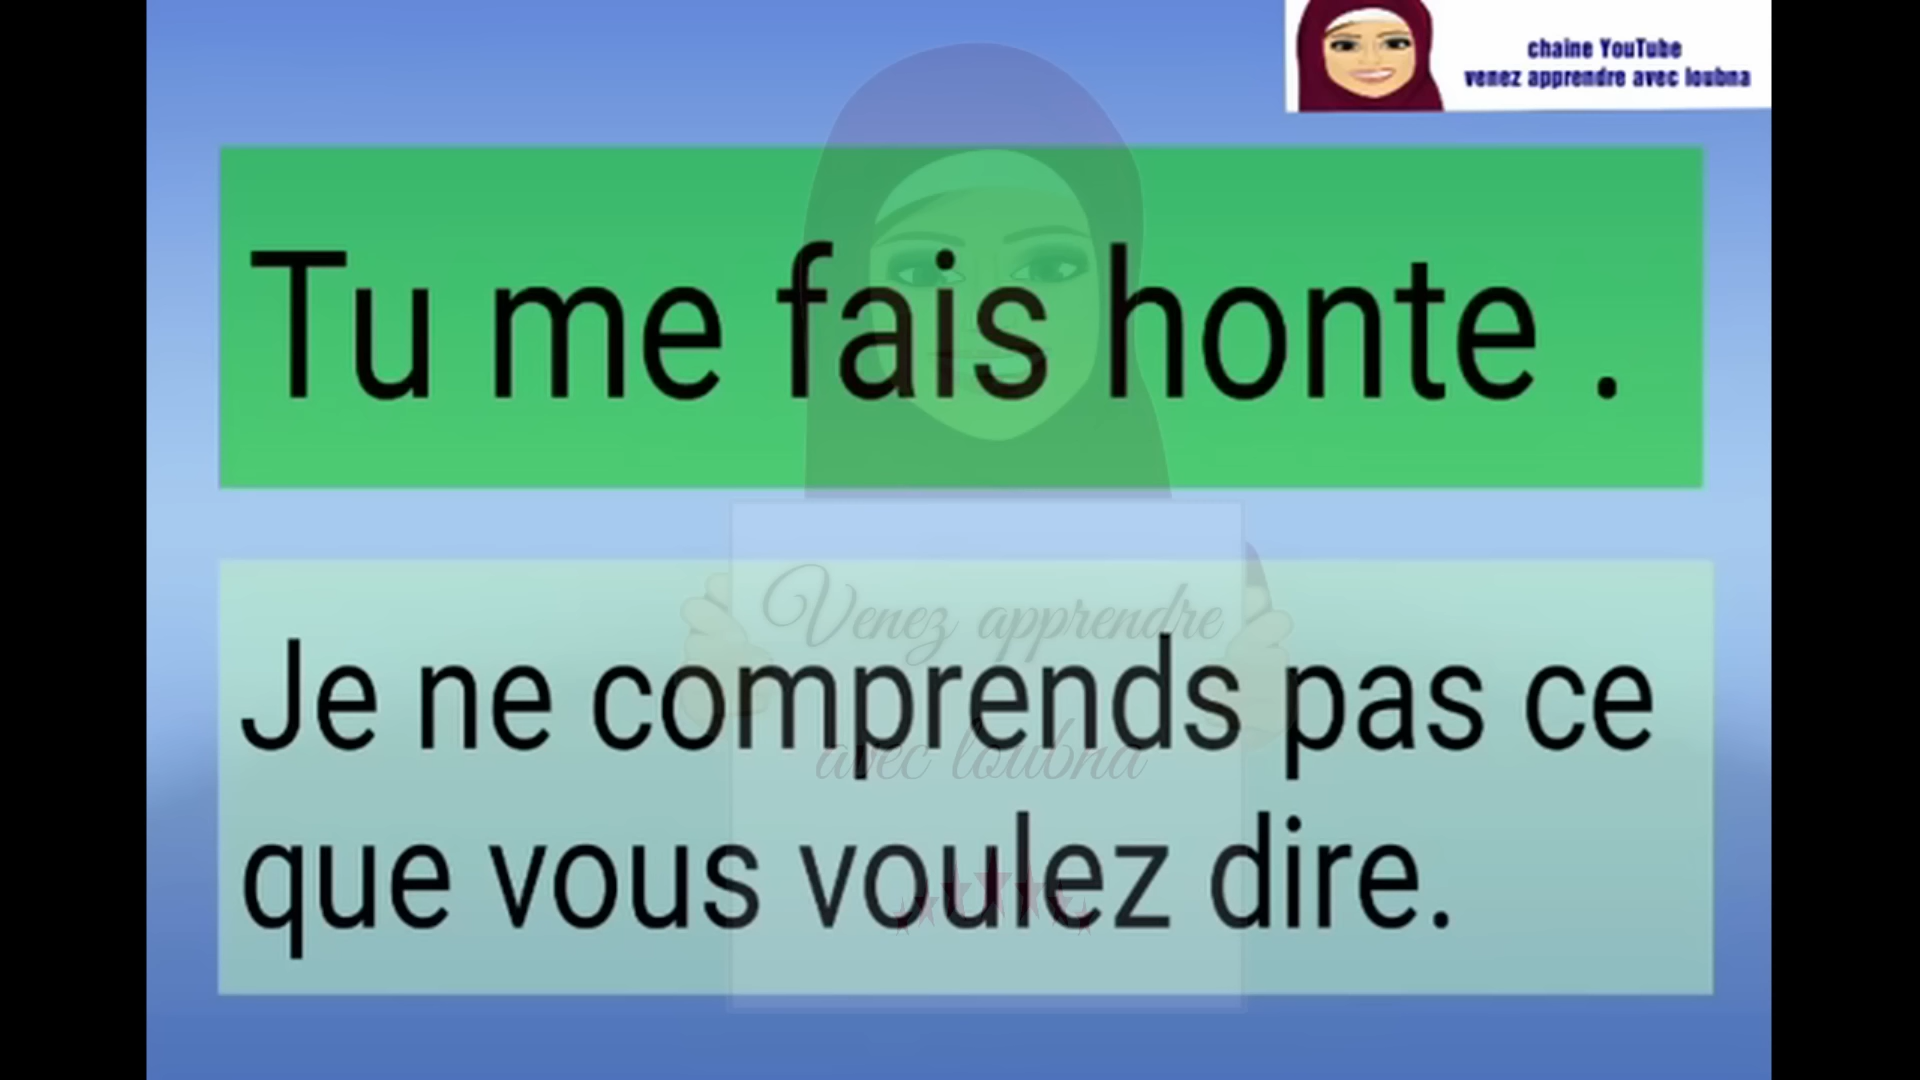 chaine YouTube
venez apprendre avec loubna
Tu me fais honte .
Venez apprendre
avec loubna
Je ne comprends pas ce
que vous voulez dire.